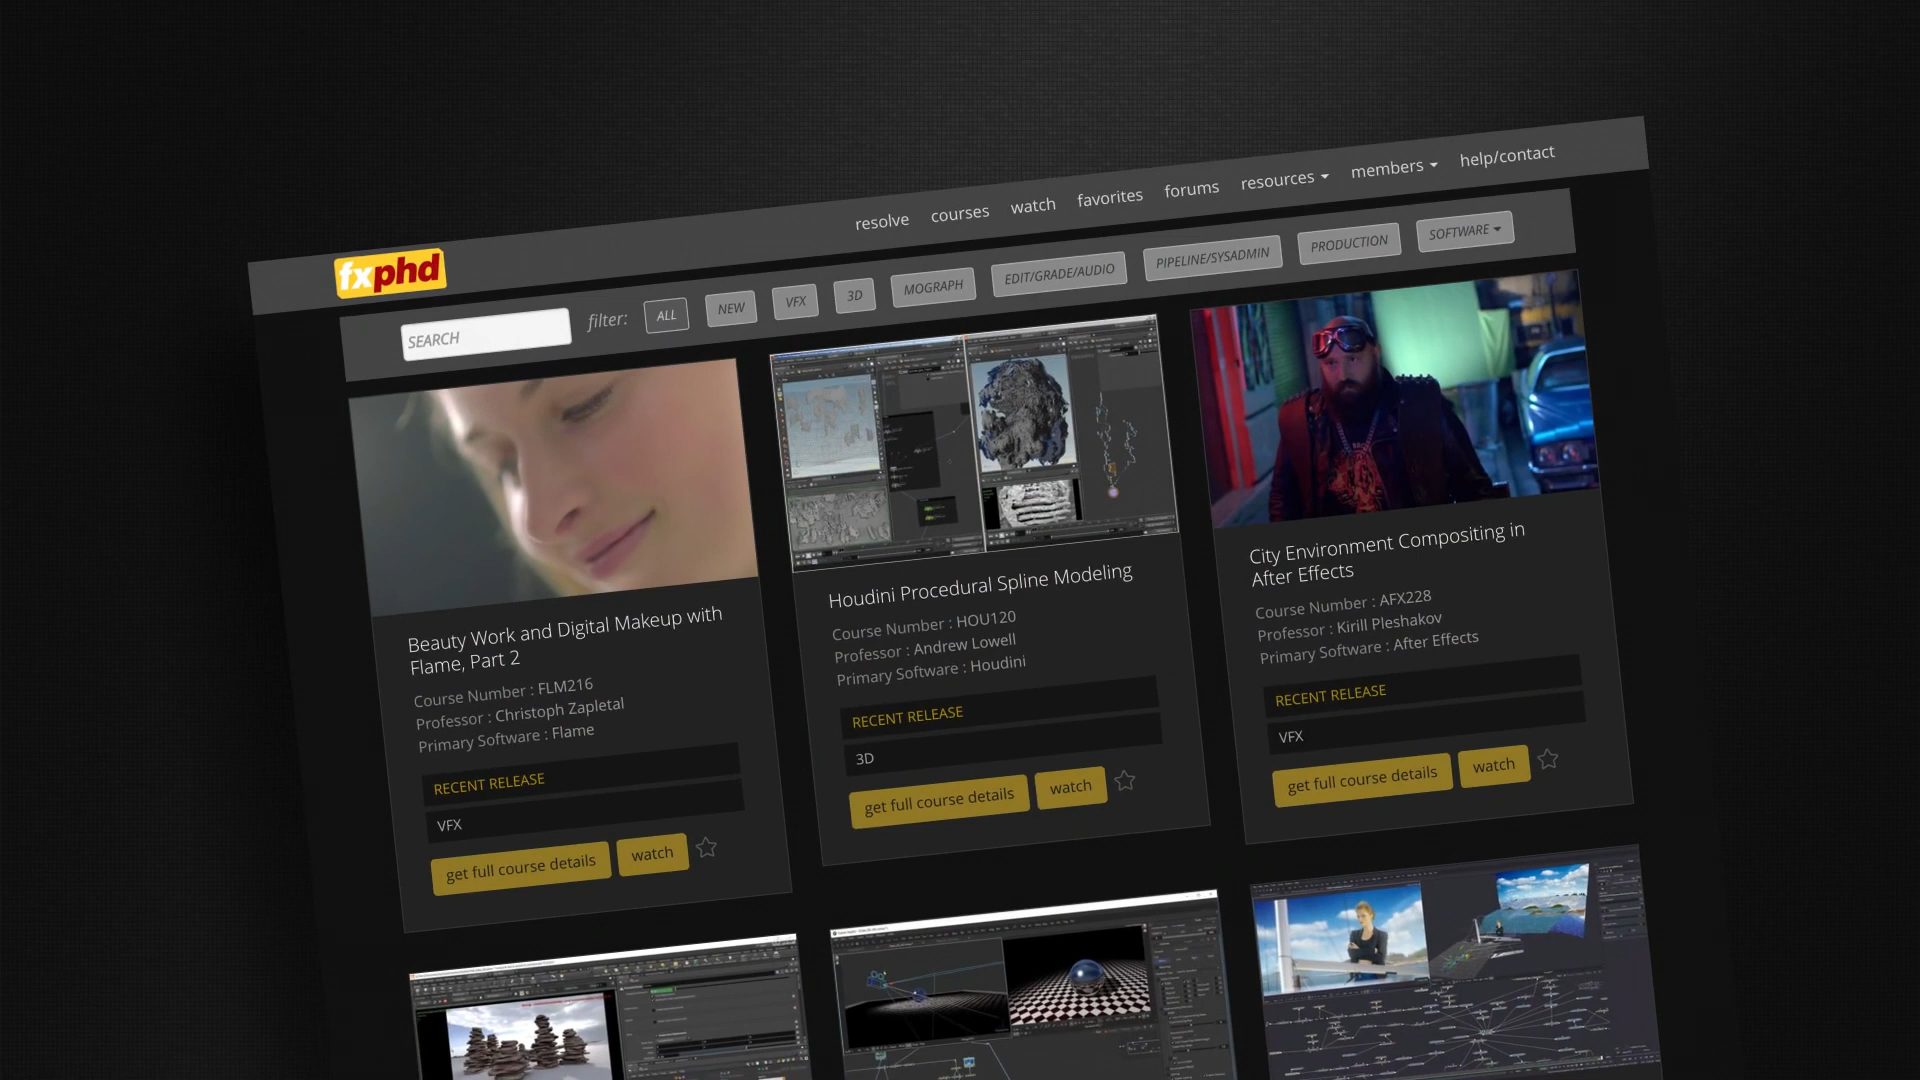 resolve courses watch favorites forums resources members help/contact
fxphd
SEARCH filter: ALL NEW VFX 3D MOGRAPH EDIT/GRADE/AUDIO PIPELINE/SYSADMIN PRODUCTION SOFTWARE
Beauty Work and Digital Makeup with
Flame, Part 2
Course Number : FLM216
Professor : Christoph Zapletal
Primary Software : Flame
RECENT RELEASE
VFX
get full course details watch
Houdini Procedural Spline Modeling
Course Number : HOU120
Professor : Andrew Lowell
Primary Software : Houdini
RECENT RELEASE
3D
get full course details watch
City Environment Compositing in
After Effects
Course Number : AFX228
Professor : Kirill Pleshakov
Primary Software : After Effects
RECENT RELEASE
VFX
get full course details watch